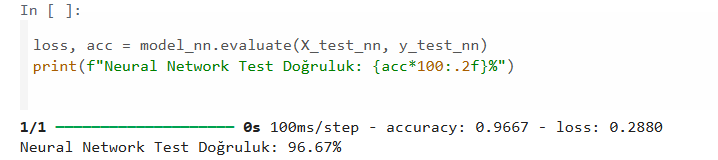 In [ ]:
loss, acc = model_nn.evaluate(X_test_nn, y_test_nn)
print(f"Neural Network Test Doğruluk: {acc*100:.2f}%")
1/1 ━━━━━━━━━━━━━━━━━━━━ 0s 100ms/step - accuracy: 0.9667 - loss: 0.2880
Neural Network Test Doğruluk: 96.67%